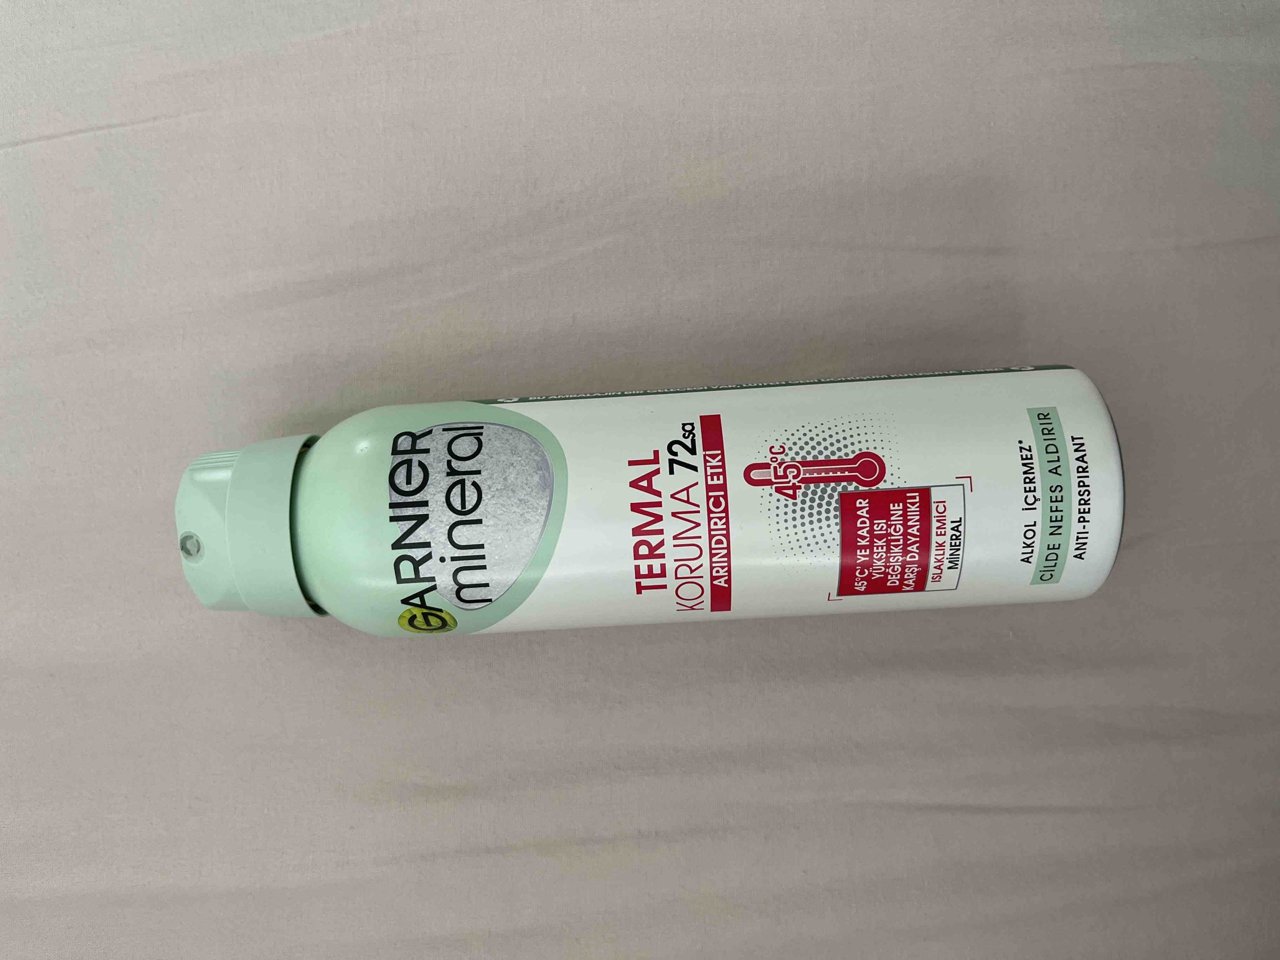 GARNIER
mineral
TERMAL
KORUMA 72sa
ARINDIRICI ETKİ
45°C
45°C' YE KADAR
YÜKSEK ISI
DEĞİŞİKLİĞİNE
KARŞI DAYANIKLI
ISLAKLIK EMİCİ
MİNERAL
ALKOL İÇERMEZ*
CİLDE NEFES ALDIRIR
ANTI-PERSPIRANT